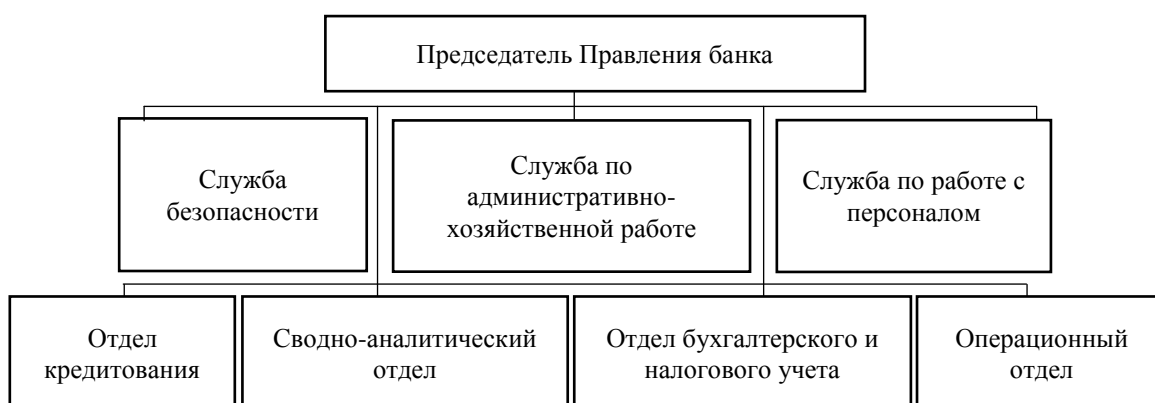 Председатель Правления банка
Служба
безопасности
Служба по
административно-
хозяйственной работе
Служба по работе с
персоналом
Отдел
кредитования
Сводно-аналитический
отдел
Отдел бухгалтерского и
налогового учета
Операционный
отдел